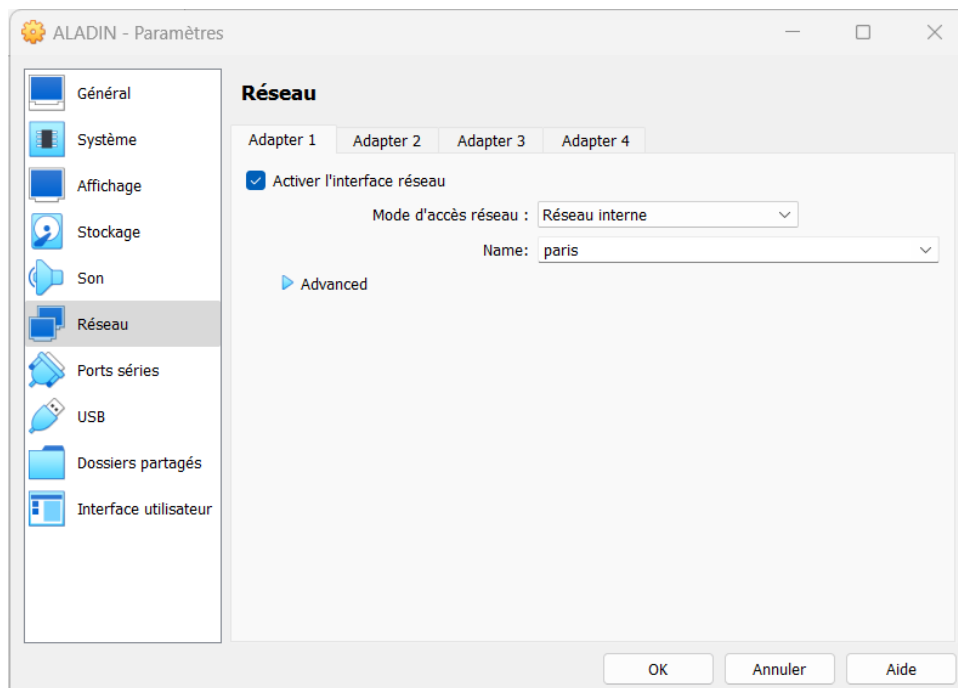 ALADIN - Paramètres
Général
Système
Affichage
Stockage
Son
Réseau
Ports séries
USB
Dossiers partagés
Interface utilisateur
Réseau
Adapter 1 Adapter 2 Adapter 3 Adapter 4
Activer l'interface réseau
Mode d'accès réseau : Réseau interne
Name: paris
Advanced
OK Annuler Aide